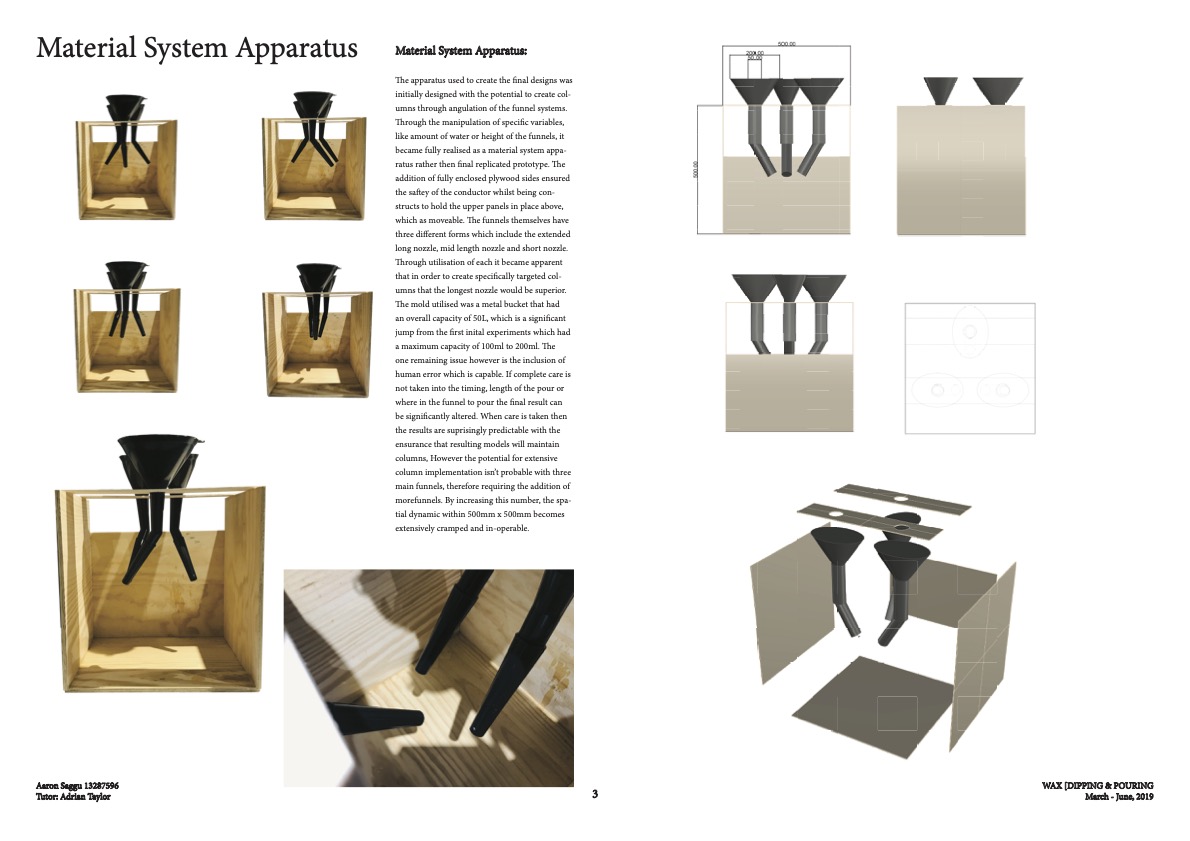 Material System Apparatus
Material System Apparatus:
The apparatus used to create the final designs was
initially designed with the potential to create col-
umns through angulation of the funnel systems.
Through the manipulation of specific variables,
like amount of water or height of the funnels, it
became fully realised as a material system appa-
ratus rather then final replicated prototype. The
addition of fully enclosed plywood sides ensured
the saftey of the conductor whilst being con-
structs to hold the upper panels in place above,
which as moveable. The funnels themselves have
three different forms which include the extended
long nozzle, mid length nozzle and short nozzle.
Through utilisation of each it became apparent
that in order to create specifically targeted col-
umns that the longest nozzle would be superior.
The mold utilised was a metal bucket that had
an overall capacity of 50L, which is a significant
jump from the first inital experiments which had
a maximum capacity of 100ml to 200ml. The
one remaining issue however is the inclusion of
human error which is capable. If complete care is
not taken into the timing, length of the pour or
where in the funnel to pour the final result can
be significantly altered. When care is taken then
the results are suprisingly predictable with the
ensurance that resulting models will maintain
columns, However the potential for extensive
column implementation isn't probable with three
main funnels, therefore requiring the addition of
morefunnels. By increasing this number, the spa-
tial dynamic within 500mm x 500mm becomes
extensively cramped and in-operable.
500.00
200.00
50.00
500.00
Aaron Saggu 13287596
Tutor: Adrian Taylor
3
WAX [DIPPING & POURING
March - June, 2019